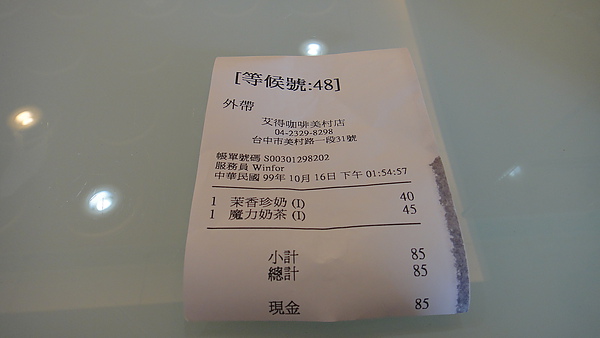 [等候號:48]
外帶
艾得咖啡美村店
04-2329-8298
台中市美村路一段31號
帳單號碼 S00301298202
服務員 Winfor
中華民國 99年 10月 16日 下午 01:54:57
1 茉香珍奶 (I) 40
1 魔力奶茶 (I) 45
小計 85
總計 85
現金 85